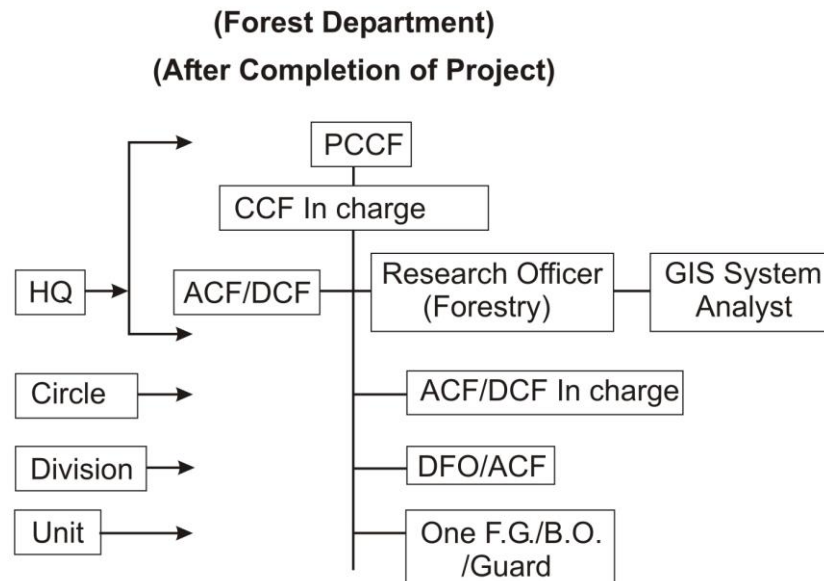 (Forest Department)
(After Completion of Project)
PCCF
CCF In charge
HQ
ACF/DCF
Research Officer
(Forestry)
GIS System
Analyst
Circle
ACF/DCF In charge
Division
DFO/ACF
Unit
One F.G./B.O.
/Guard